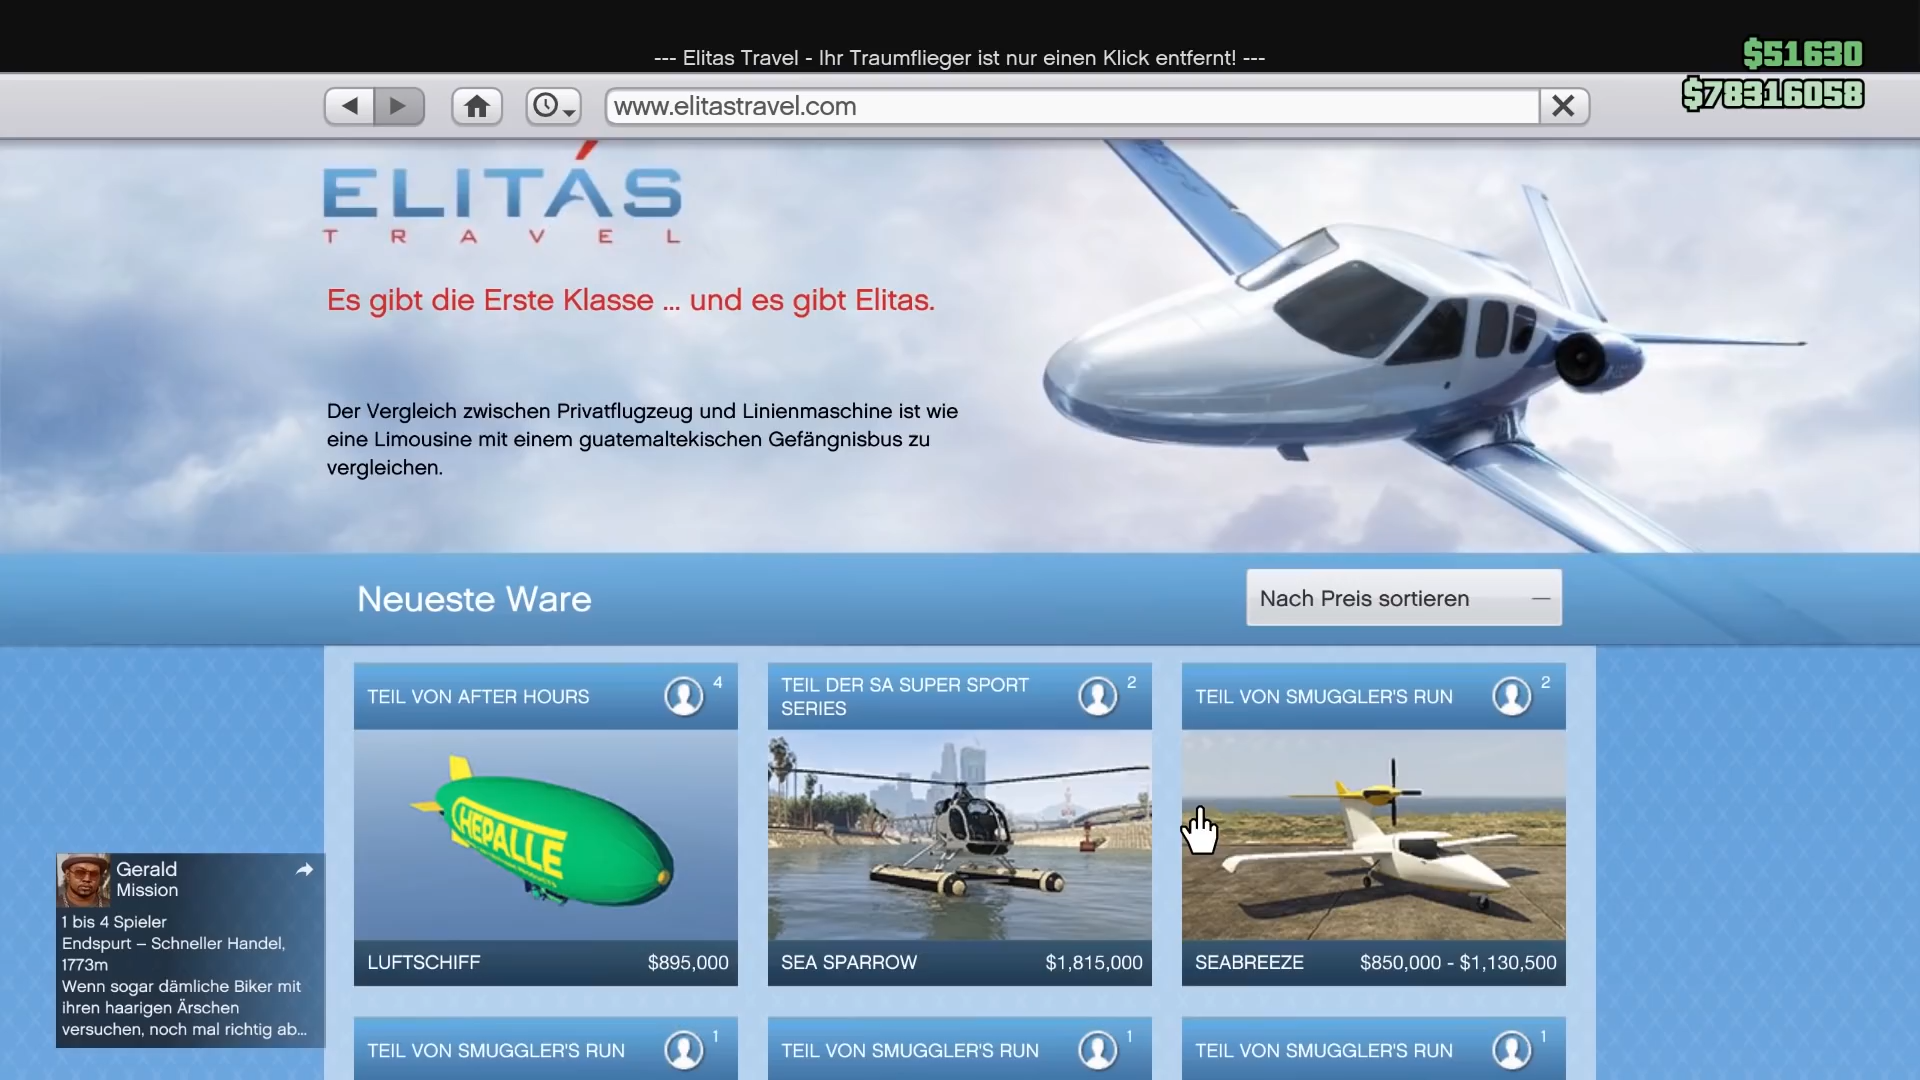 --- Elitas Travel - Ihr Traumflieger ist nur einen Klick entfernt! ---
$51630
$78316058
www.elitastravel.com
ELITÁS
TRAVEL
Es gibt die Erste Klasse ... und es gibt Elitas.
Der Vergleich zwischen Privatflugzeug und Linienmaschine ist wie
eine Limousine mit einem guatemaltekischen Gefängnisbus zu
vergleichen.
Neueste Ware
Nach Preis sortieren
TEIL VON AFTER HOURS 4
TEIL DER SA SUPER SPORT
SERIES 2
TEIL VON SMUGGLER'S RUN 2
HEPALLE
LUFTSCHIFF $895,000
SEA SPARROW $1,815,000
SEABREEZE $850,000 - $1,130,500
Gerald
Mission
1 bis 4 Spieler
Endspurt – Schneller Handel,
1773m
Wenn sogar dämliche Biker mit
ihren haarigen Ärschen
versuchen, noch mal richtig ab...
TEIL VON SMUGGLER'S RUN 1
TEIL VON SMUGGLER'S RUN 1
TEIL VON SMUGGLER'S RUN 1